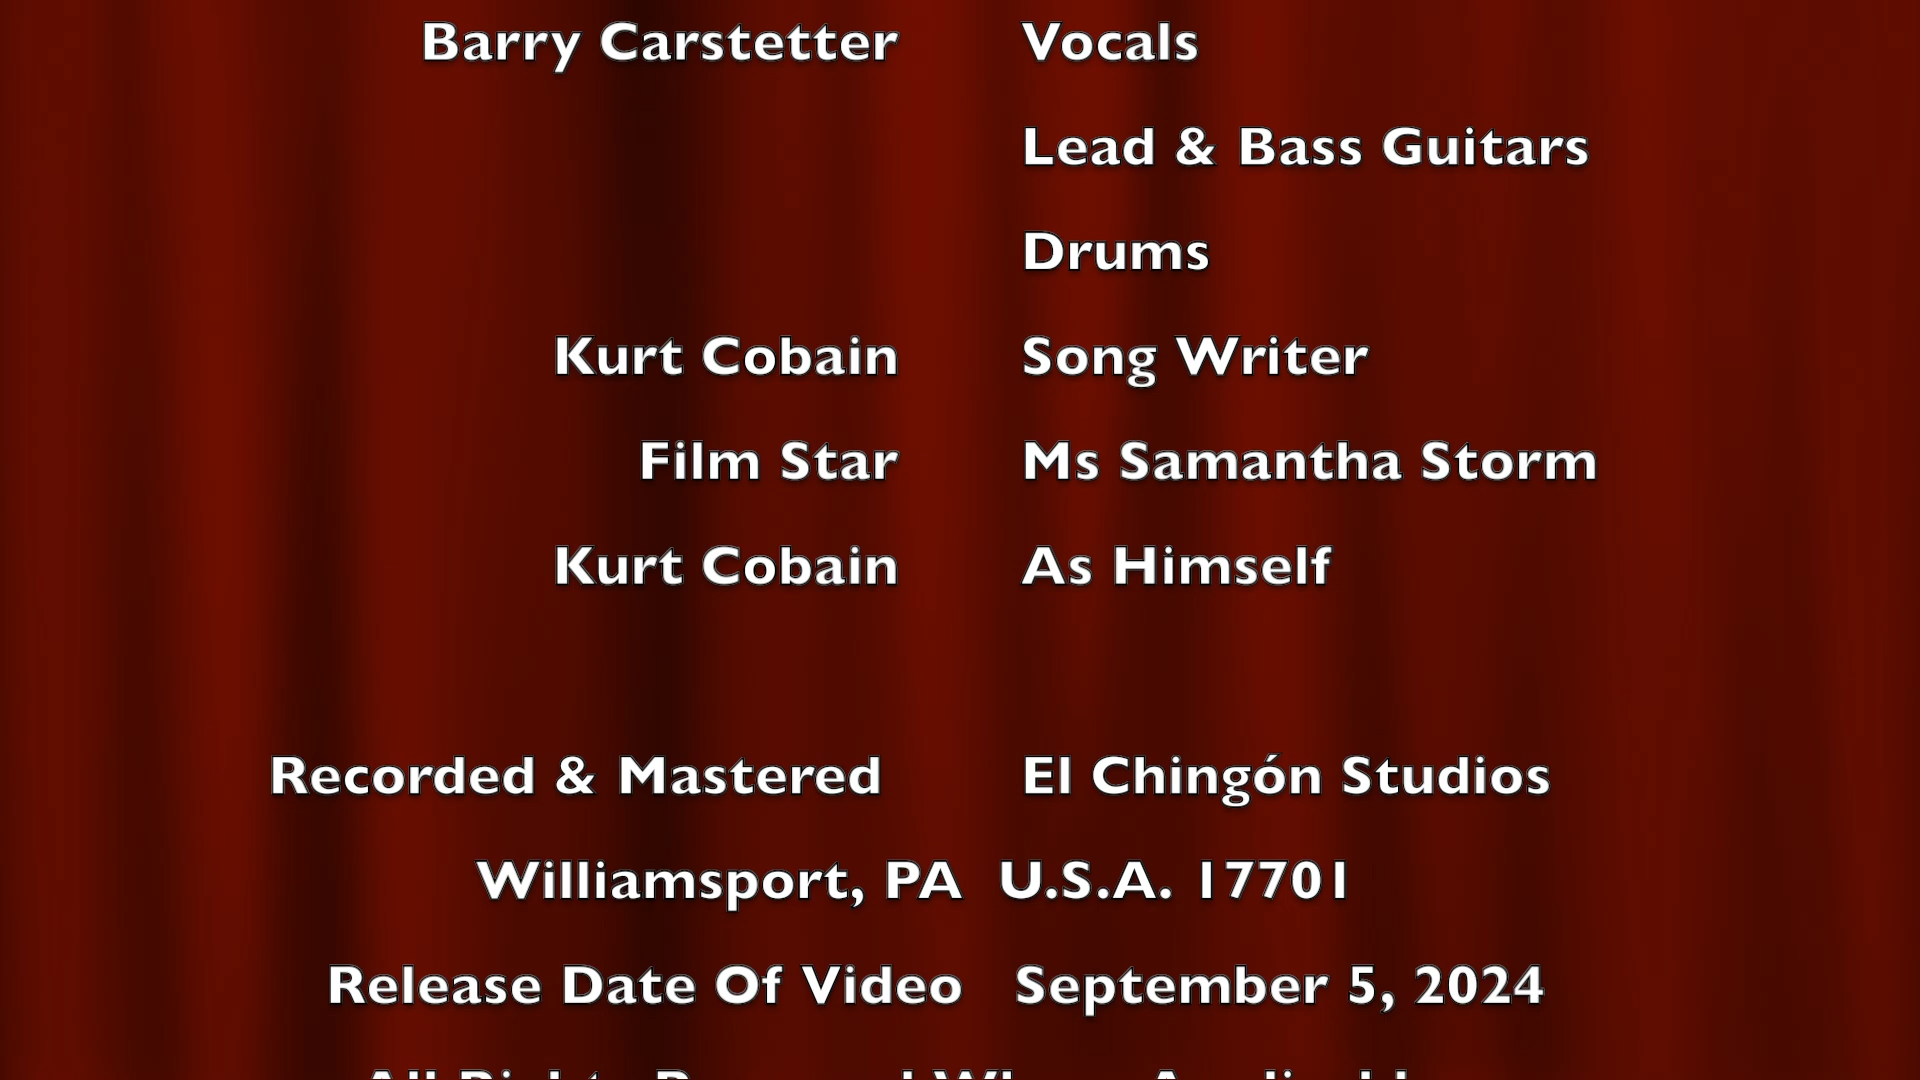 Barry Carstetter Vocals
Lead & Bass Guitars
Drums
Kurt Cobain Song Writer
Film Star Ms Samantha Storm
Kurt Cobain As Himself
Recorded & Mastered El Chingón Studios
Williamsport, PA U.S.A. 17701
Release Date Of Video September 5, 2024